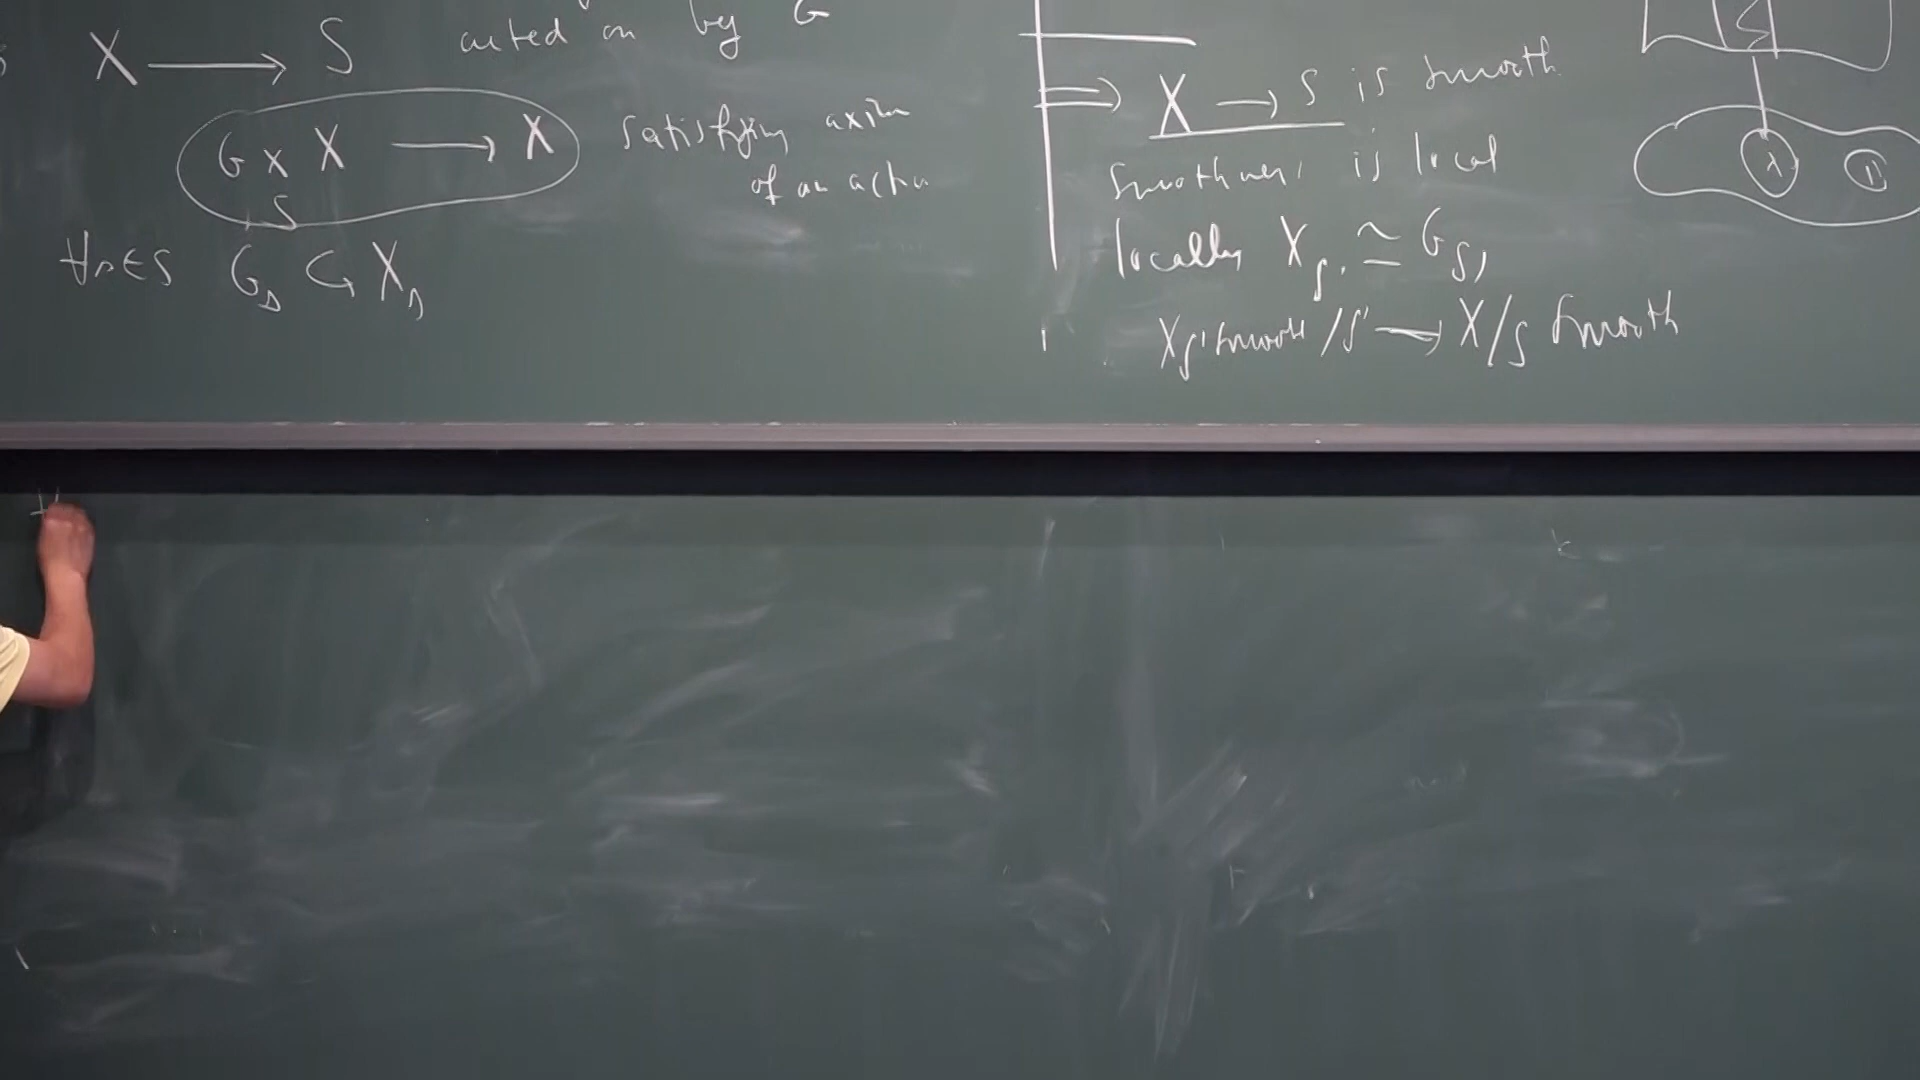 X ⟶ S acted on by G
G × X ⟶ X satisfying axiom
S of an action
∀s∈S G_s ↪ X_s
⇒ X → S is smooth
Smoothness is local
locally X_S' ≃ G_S'
X_S' smooth /S' → X/S smooth